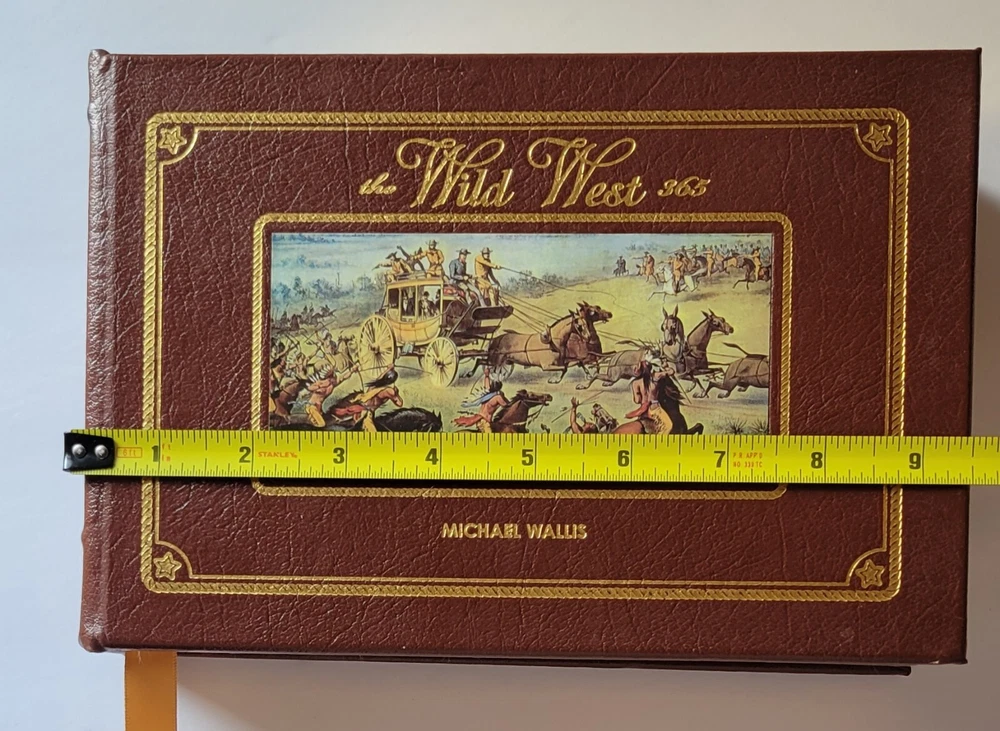 the Wild West 365
1 2 STANLEY 3 4 5 6 7 8 9
MICHAEL WALLIS